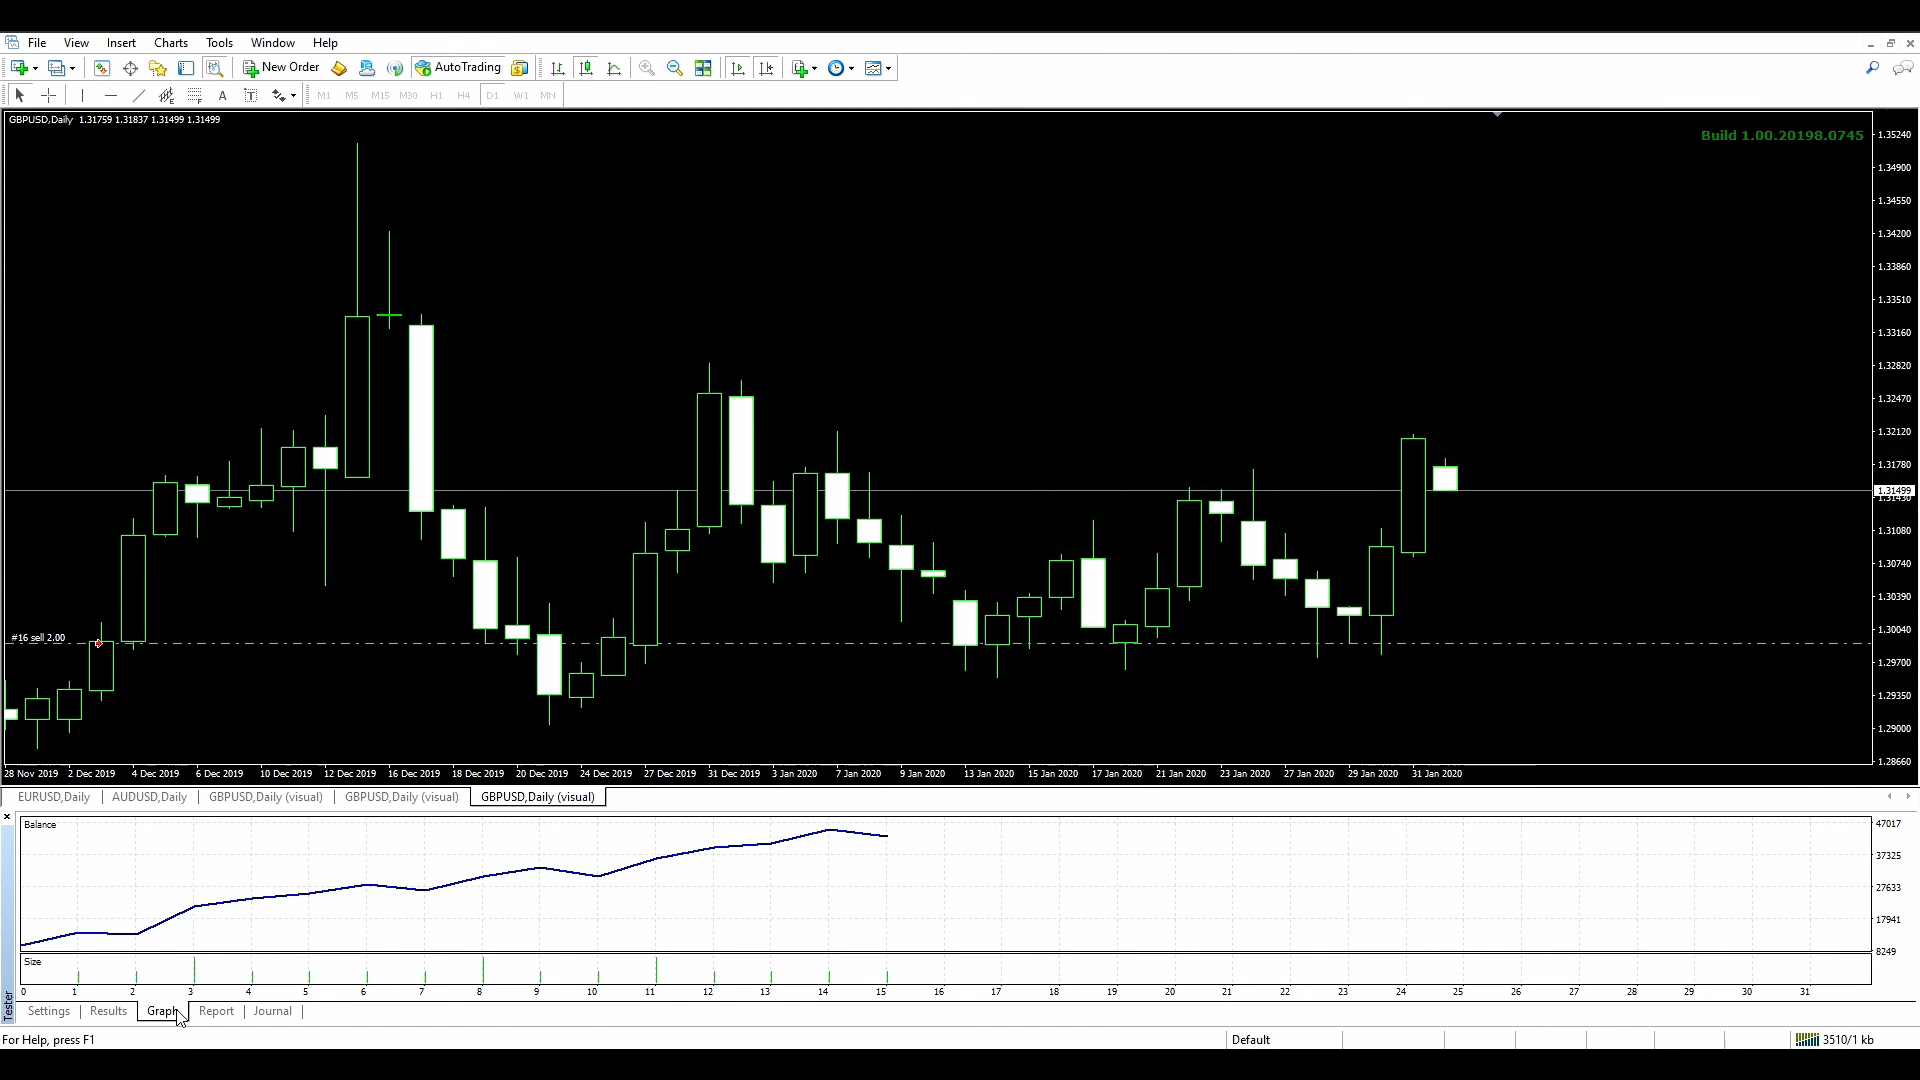 File View Insert Charts Tools Window Help
New Order AutoTrading
A T M1 M5 M15 M30 H1 H4 D1 W1 MN
GBPUSD,Daily 1.31759 1.31837 1.31499 1.31499
Build 1.00.20198.0745
1.35240
1.34900
1.34550
1.34200
1.33860
1.33510
1.33160
1.32820
1.32470
1.32120
1.31780
1.31499
1.31430
1.31080
1.30740
1.30390
1.30040
1.29700
1.29350
1.29000
1.28660
#16 sell 2.00
28 Nov 2019 2 Dec 2019 4 Dec 2019 6 Dec 2019 10 Dec 2019 12 Dec 2019 16 Dec 2019 18 Dec 2019 20 Dec 2019 24 Dec 2019 27 Dec 2019 31 Dec 2019 3 Jan 2020 7 Jan 2020 9 Jan 2020 13 Jan 2020 15 Jan 2020 17 Jan 2020 21 Jan 2020 23 Jan 2020 27 Jan 2020 29 Jan 2020 31 Jan 2020
EURUSD,Daily AUDUSD,Daily GBPUSD,Daily (visual) GBPUSD,Daily (visual) GBPUSD,Daily (visual)
Balance
47017
37325
27633
17941
8249
Size
0 1 2 3 4 5 6 7 8 9 10 11 12 13 14 15 16 17 18 19 20 21 22 23 24 25 26 27 28 29 30 31
Tester
Settings Results Graph Report Journal
For Help, press F1 Default 3510/1 kb